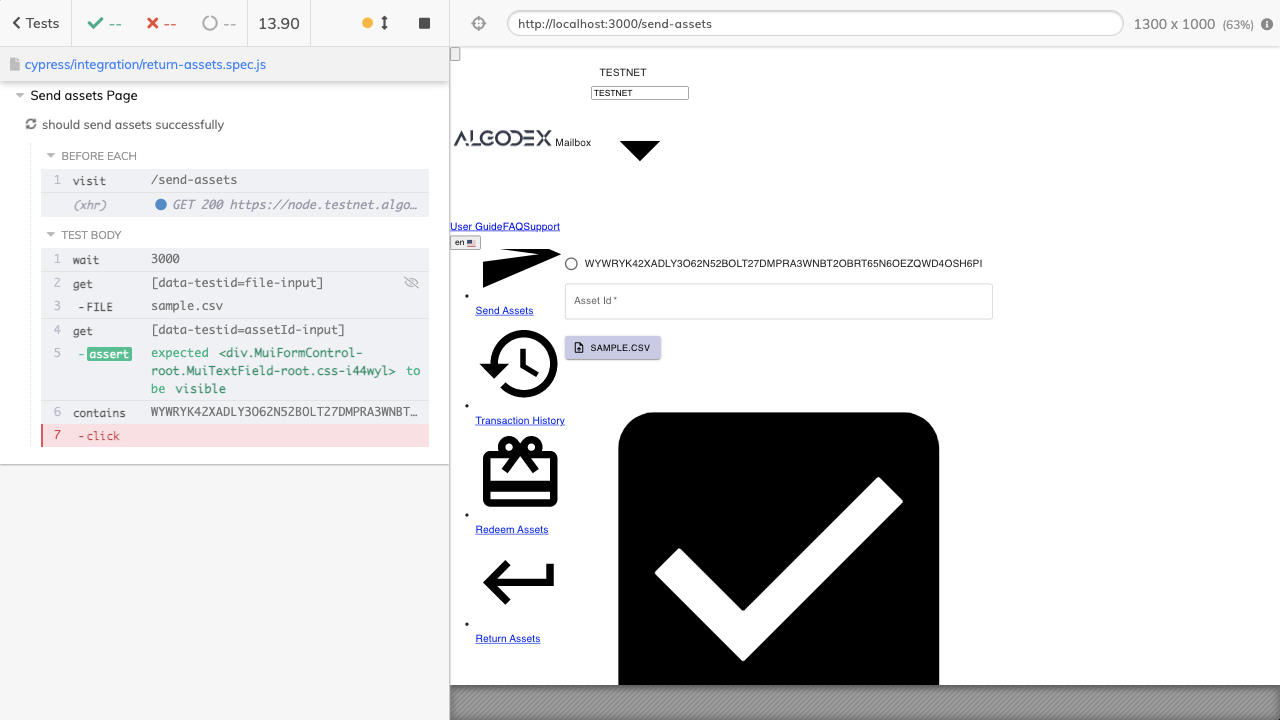 Tests
--
--
--
13.90
http://localhost:3000/send-assets
1300 x 1000 (63%)
cypress/integration/return-assets.spec.js
Send assets Page
should send assets successfully
BEFORE EACH
1 visit /send-assets
(xhr) GET 200 https://node.testnet.algo...
TEST BODY
1 wait 3000
2 get [data-testid=file-input]
3 -FILE sample.csv
4 get [data-testid=assetId-input]
5 -assert expected <div.MuiFormControl-
root.MuiTextField-root.css-i44wyl> to
be visible
6 contains WYWRYK42XADLY3O62N52BOLT27DMPRA3WNBT...
7 -click
TESTNET
TESTNET
ALGODEX Mailbox
User GuideFAQSupport
en
WYWRYK42XADLY3O62N52BOLT27DMPRA3WNBT2OBRT65N6OEZQWD4OSH6PI
Asset Id *
Send Assets
SAMPLE.CSV
Transaction History
Redeem Assets
Return Assets